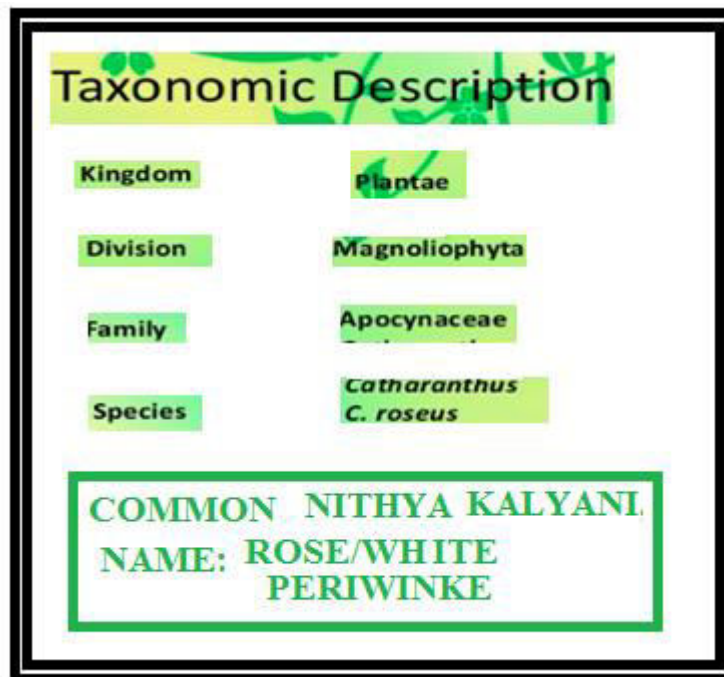 Taxonomic Description
Kingdom Plantae
Division Magnoliophyta
Family Apocynaceae
Catharanthus
Species C. roseus
COMMON NITHYA KALYANI,
NAME: ROSE/WHITE
PERIWINKE